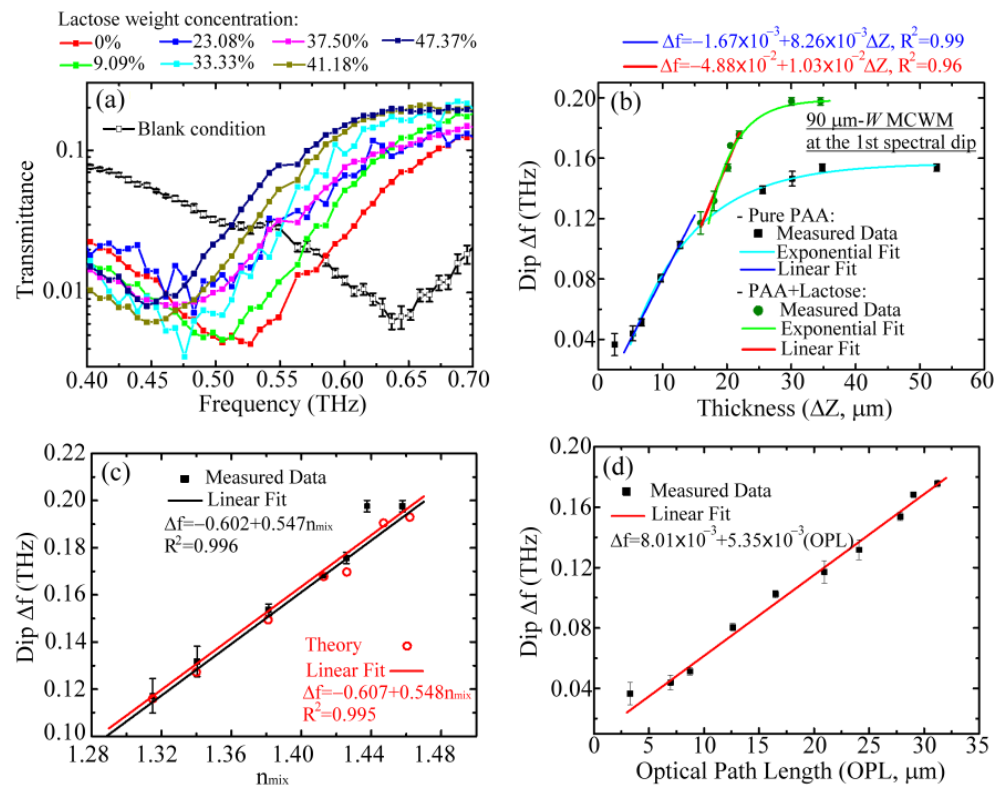 Lactose weight concentration:
0% 23.08% 37.50% 47.37%
9.09% 33.33% 41.18%
(a)
Blank condition
0.1
0.01
Transmittance
0.40 0.45 0.50 0.55 0.60 0.65 0.70
Frequency (THz)
Δf=−1.67×10⁻³+8.26×10⁻³ΔZ, R²=0.99
Δf=−4.88×10⁻²+1.03×10⁻²ΔZ, R²=0.96
(b)
90 μm-W MCWM
at the 1st spectral dip
- Pure PAA:
Measured Data
Exponential Fit
Linear Fit
- PAA+Lactose:
Measured Data
Exponential Fit
Linear Fit
0.20
0.16
0.12
0.08
0.04
Dip Δf (THz)
0 10 20 30 40 50 60
Thickness (ΔZ, μm)
(c)
Measured Data
Linear Fit
Δf=−0.602+0.547nmix
R²=0.996
Theory
Linear Fit
Δf=−0.607+0.548nmix
R²=0.995
0.22
0.20
0.18
0.16
0.14
0.12
0.10
Dip Δf (THz)
1.28 1.32 1.36 1.40 1.44 1.48
nmix
(d)
Measured Data
Linear Fit
Δf=8.01×10⁻³+5.35×10⁻³(OPL)
0.20
0.16
0.12
0.08
0.04
Dip Δf (THz)
0 5 10 15 20 25 30 35
Optical Path Length (OPL, μm)